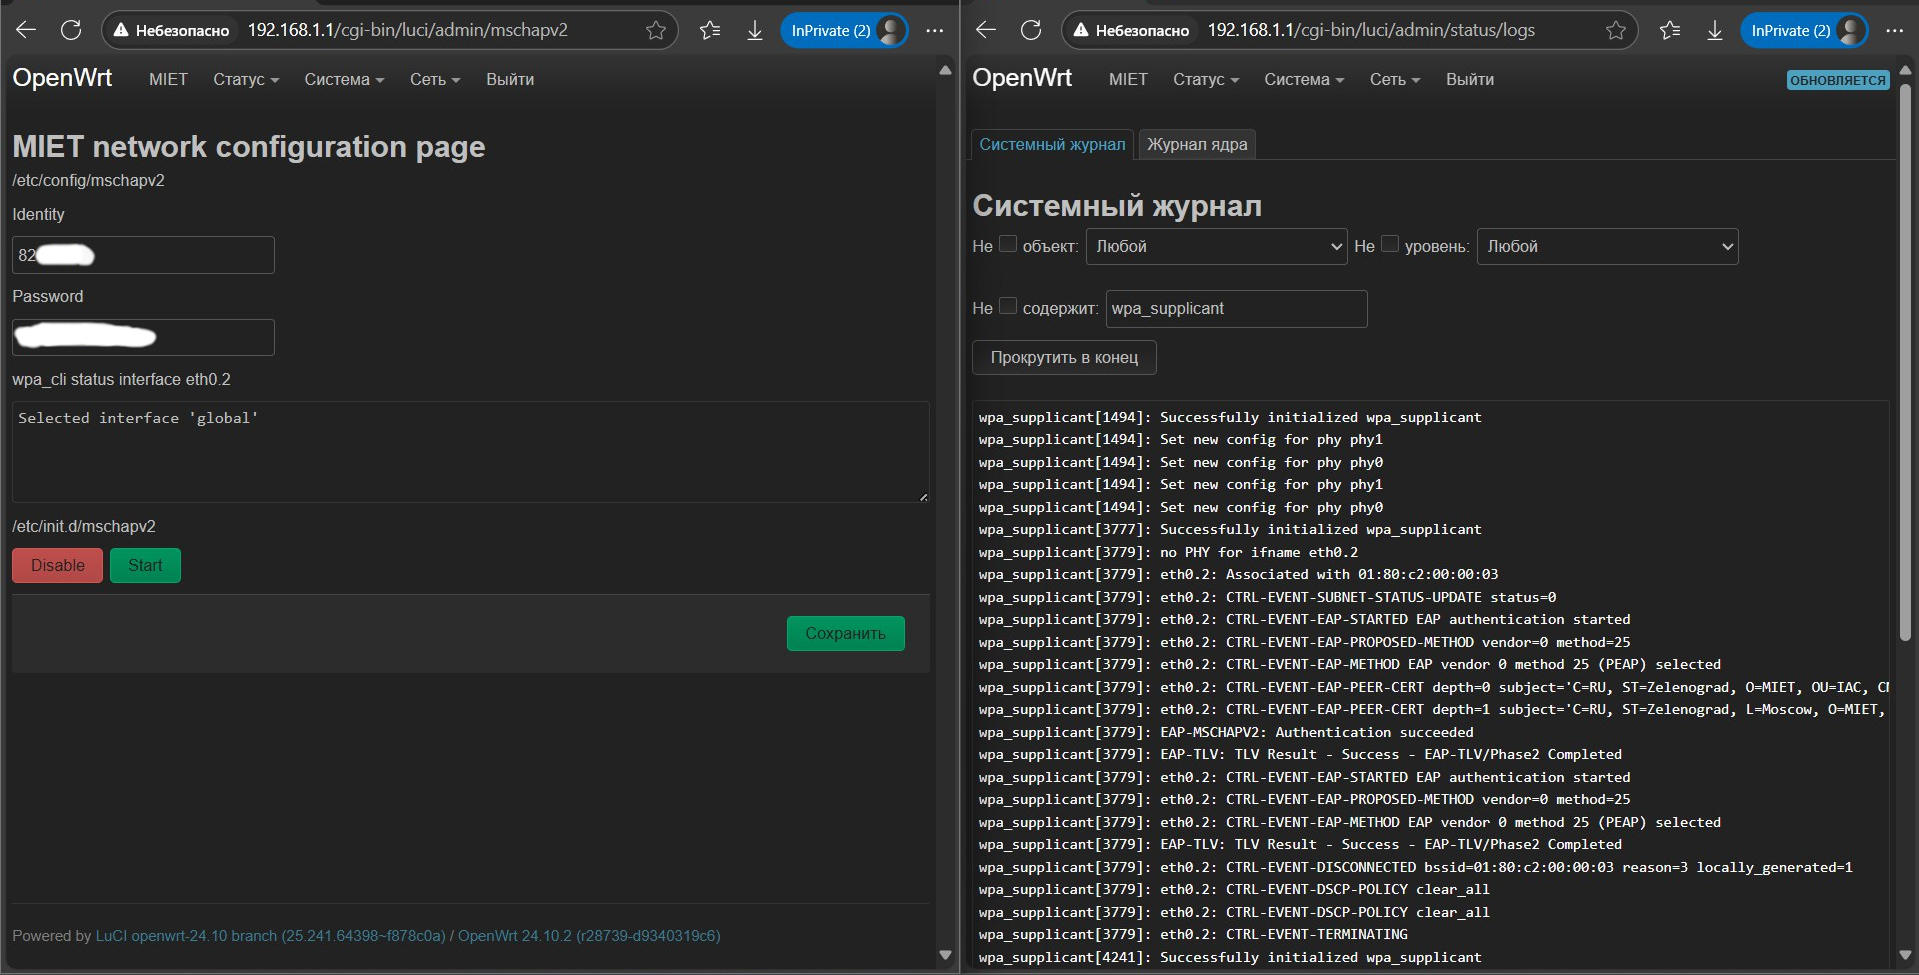 Небезопасно 192.168.1.1/cgi-bin/luci/admin/mschapv2 InPrivate (2)
OpenWrt MIET Статус Система Сеть Выйти
MIET network configuration page
/etc/config/mschapv2
Identity
82
Password
wpa_cli status interface eth0.2
Selected interface 'global'
/etc/init.d/mschapv2
Disable Start
Сохранить
Powered by LuCI openwrt-24.10 branch (25.241.64398~f878c0a) / OpenWrt 24.10.2 (r28739-d9340319c6)
Небезопасно 192.168.1.1/cgi-bin/luci/admin/status/logs InPrivate (2)
OpenWrt MIET Статус Система Сеть Выйти ОБНОВЛЯЕТСЯ
Системный журнал Журнал ядра
Системный журнал
Не объект: Любой Не уровень: Любой
Не содержит: wpa_supplicant
Прокрутить в конец
wpa_supplicant[1494]: Successfully initialized wpa_supplicant
wpa_supplicant[1494]: Set new config for phy phy1
wpa_supplicant[1494]: Set new config for phy phy0
wpa_supplicant[1494]: Set new config for phy phy1
wpa_supplicant[1494]: Set new config for phy phy0
wpa_supplicant[3777]: Successfully initialized wpa_supplicant
wpa_supplicant[3779]: no PHY for ifname eth0.2
wpa_supplicant[3779]: eth0.2: Associated with 01:80:c2:00:00:03
wpa_supplicant[3779]: eth0.2: CTRL-EVENT-SUBNET-STATUS-UPDATE status=0
wpa_supplicant[3779]: eth0.2: CTRL-EVENT-EAP-STARTED EAP authentication started
wpa_supplicant[3779]: eth0.2: CTRL-EVENT-EAP-PROPOSED-METHOD vendor=0 method=25
wpa_supplicant[3779]: eth0.2: CTRL-EVENT-EAP-METHOD EAP vendor 0 method 25 (PEAP) selected
wpa_supplicant[3779]: eth0.2: CTRL-EVENT-EAP-PEER-CERT depth=0 subject='C=RU, ST=Zelenograd, O=MIET, OU=IAC,
wpa_supplicant[3779]: eth0.2: CTRL-EVENT-EAP-PEER-CERT depth=1 subject='C=RU, ST=Zelenograd, L=Moscow, O=MIET,
wpa_supplicant[3779]: EAP-MSCHAPV2: Authentication succeeded
wpa_supplicant[3779]: EAP-TLV: TLV Result - Success - EAP-TLV/Phase2 Completed
wpa_supplicant[3779]: eth0.2: CTRL-EVENT-EAP-STARTED EAP authentication started
wpa_supplicant[3779]: eth0.2: CTRL-EVENT-EAP-PROPOSED-METHOD vendor=0 method=25
wpa_supplicant[3779]: eth0.2: CTRL-EVENT-EAP-METHOD EAP vendor 0 method 25 (PEAP) selected
wpa_supplicant[3779]: EAP-TLV: TLV Result - Success - EAP-TLV/Phase2 Completed
wpa_supplicant[3779]: eth0.2: CTRL-EVENT-DISCONNECTED bssid=01:80:c2:00:00:03 reason=3 locally_generated=1
wpa_supplicant[3779]: eth0.2: CTRL-EVENT-DSCP-POLICY clear_all
wpa_supplicant[3779]: eth0.2: CTRL-EVENT-DSCP-POLICY clear_all
wpa_supplicant[3779]: eth0.2: CTRL-EVENT-TERMINATING
wpa_supplicant[4241]: Successfully initialized wpa_supplicant